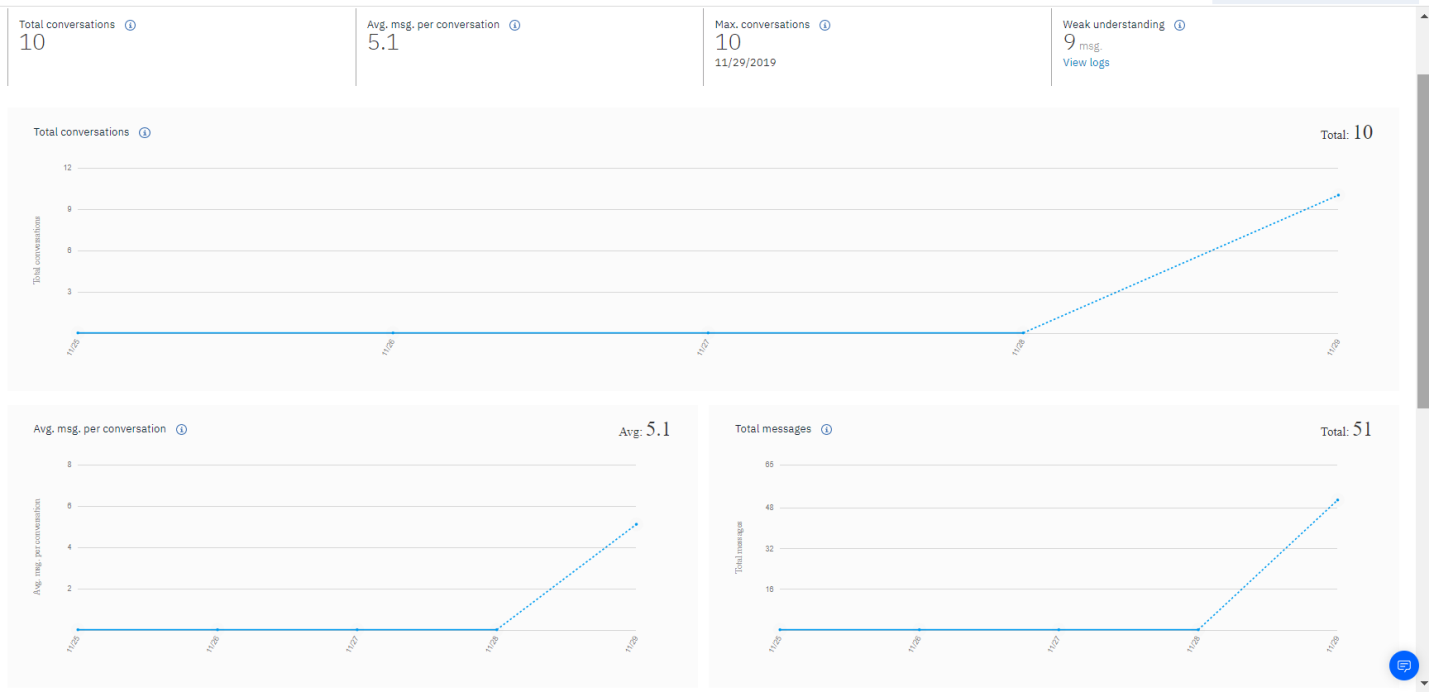 Total conversations
10
Avg. msg. per conversation
5.1
Max. conversations
10
11/29/2019
Weak understanding
9 msg.
View logs
Total conversations
Total: 10
Total conversations
12
9
6
3
11/25
11/26
11/27
11/28
11/29
Avg. msg. per conversation
Avg: 5.1
Avg. msg. per conversation
8
6
4
2
11/25
11/26
11/27
11/28
11/29
Total messages
Total: 51
Total messages
65
48
32
16
11/25
11/26
11/27
11/28
11/29